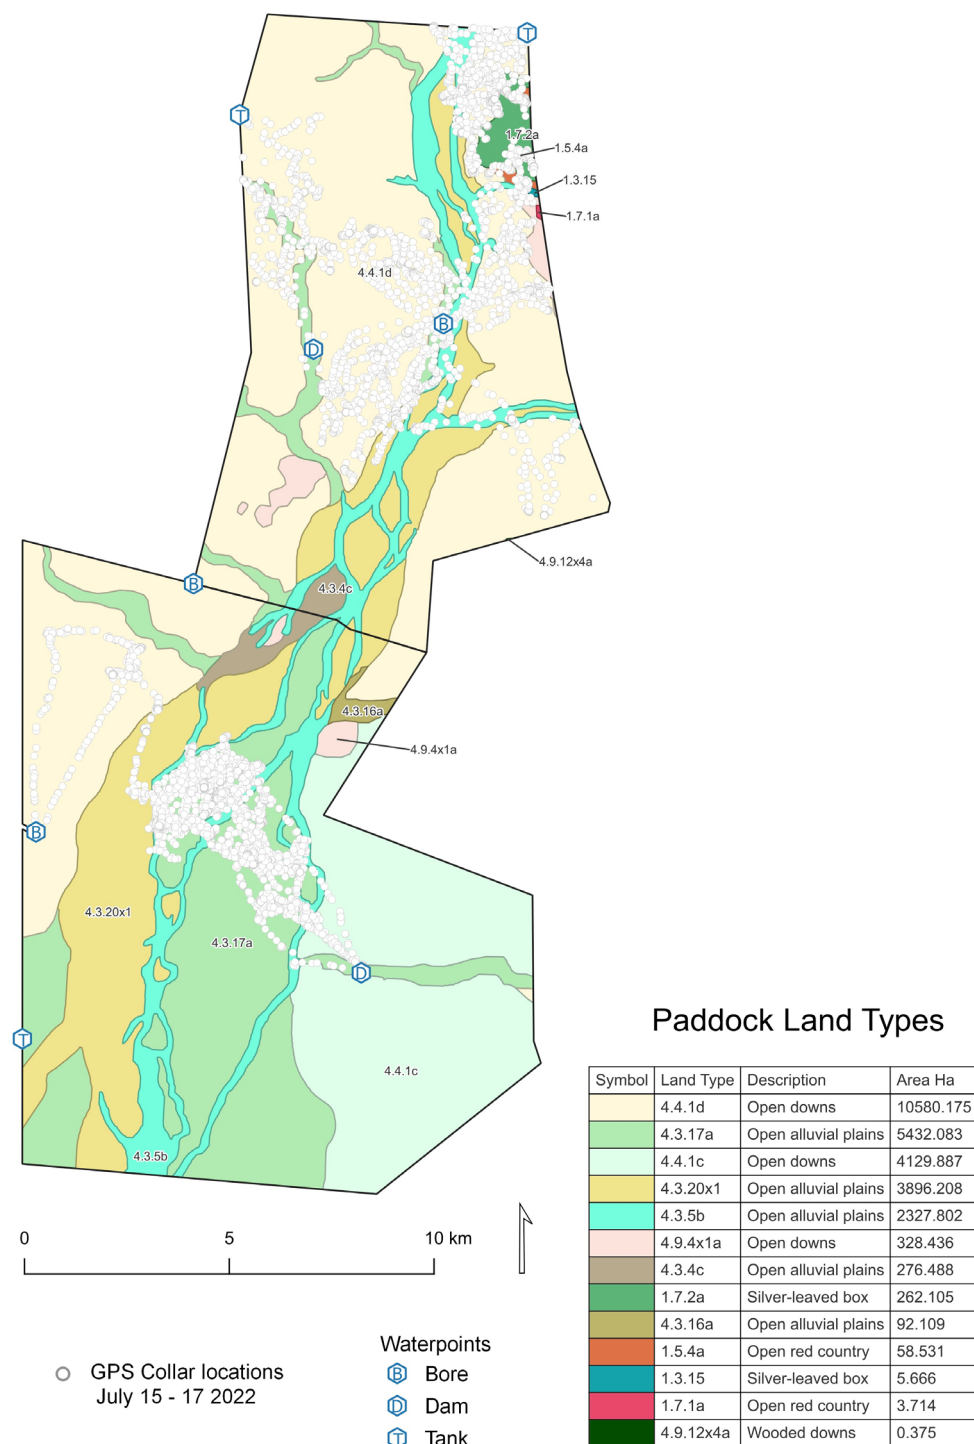 T
T
1.7.2a
1.5.4a
1.3.15
1.7.1a
4.4.1d
B
D
4.9.12x4a
B
4.3.4c
4.3.16a
4.9.4x1a
B
4.3.20x1
4.3.17a
D
T
4.4.1c
4.3.5b
Paddock Land Types
Symbol Land Type Description Area Ha
4.4.1d Open downs 10580.175
4.3.17a Open alluvial plains 5432.083
4.4.1c Open downs 4129.887
4.3.20x1 Open alluvial plains 3896.208
4.3.5b Open alluvial plains 2327.802
4.9.4x1a Open downs 328.436
4.3.4c Open alluvial plains 276.488
1.7.2a Silver-leaved box 262.105
4.3.16a Open alluvial plains 92.109
1.5.4a Open red country 58.531
1.3.15 Silver-leaved box 5.666
1.7.1a Open red country 3.714
4.9.12x4a Wooded downs 0.375
0 5 10 km
GPS Collar locations
July 15 - 17 2022
Waterpoints
B Bore
D Dam
T Tank